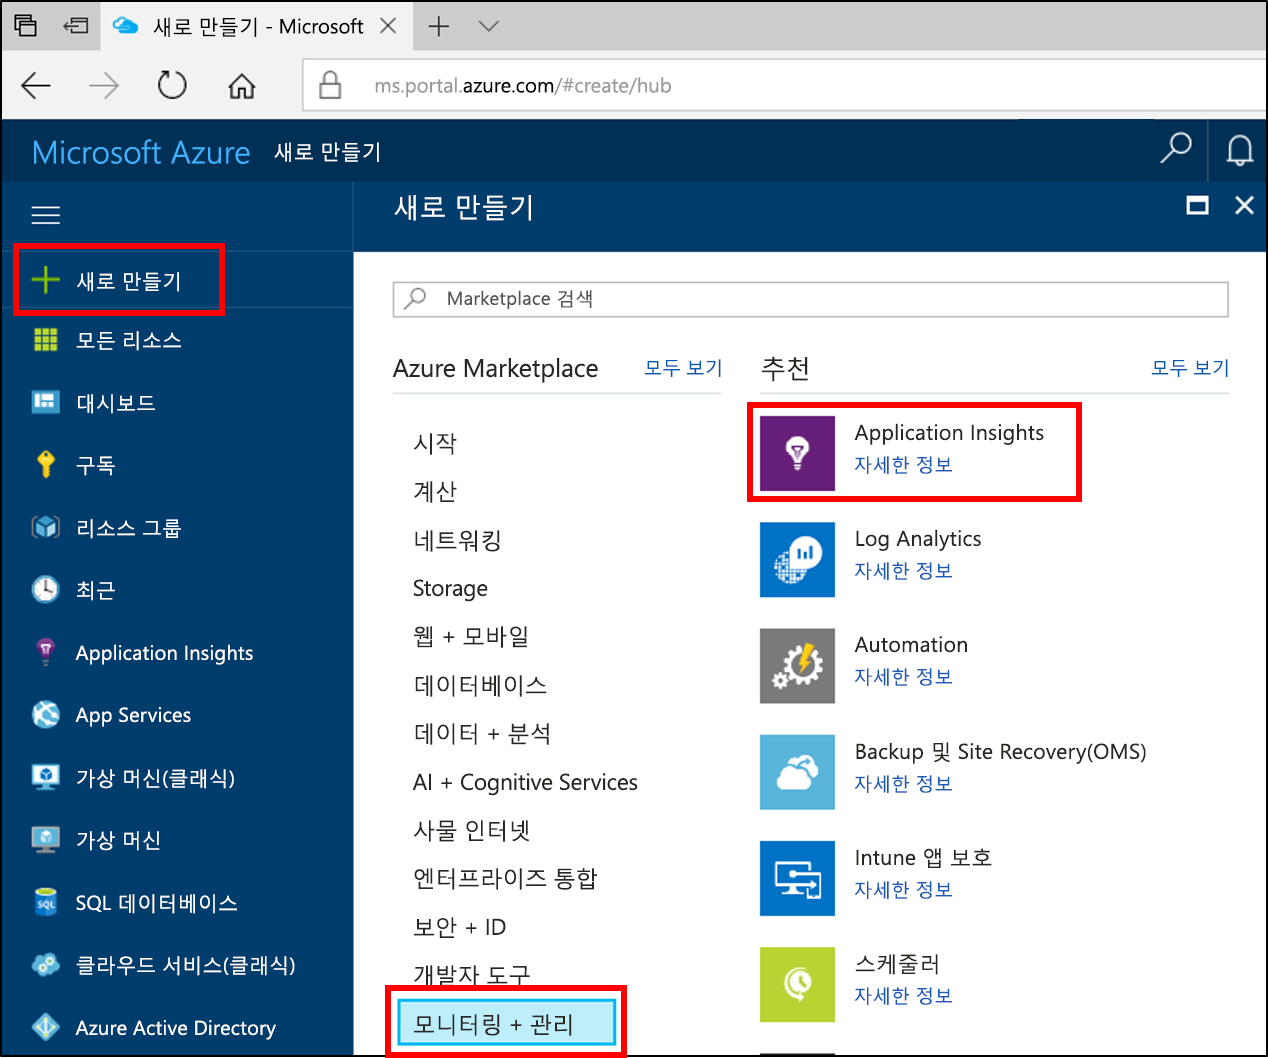 새로 만들기 - Microsoft
ms.portal.azure.com/#create/hub
Microsoft Azure 새로 만들기
새로 만들기
모든 리소스
대시보드
구독
리소스 그룹
최근
Application Insights
App Services
가상 머신(클래식)
가상 머신
SQL 데이터베이스
클라우드 서비스(클래식)
Azure Active Directory
새로 만들기
Marketplace 검색
Azure Marketplace 모두 보기
시작
계산
네트워킹
Storage
웹 + 모바일
데이터베이스
데이터 + 분석
AI + Cognitive Services
사물 인터넷
엔터프라이즈 통합
보안 + ID
개발자 도구
모니터링 + 관리
추천 모두 보기
Application Insights
자세한 정보
Log Analytics
자세한 정보
Automation
자세한 정보
Backup 및 Site Recovery(OMS)
자세한 정보
Intune 앱 보호
자세한 정보
스케줄러
자세한 정보